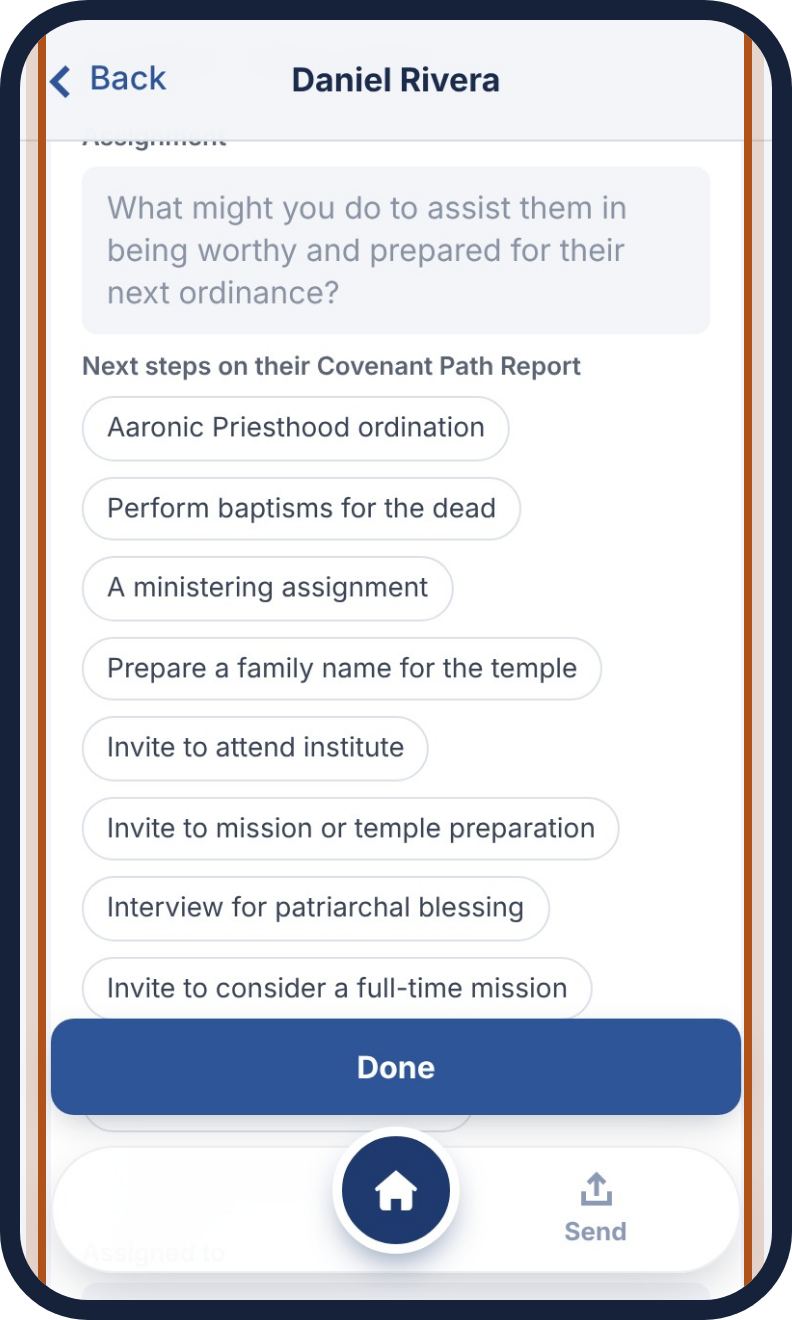 Back
Daniel Rivera
Assignment
What might you do to assist them in
being worthy and prepared for their
next ordinance?
Next steps on their Covenant Path Report
Aaronic Priesthood ordination
Perform baptisms for the dead
A ministering assignment
Prepare a family name for the temple
Invite to attend institute
Invite to mission or temple preparation
Interview for patriarchal blessing
Invite to consider a full-time mission
Done
Send
Assigned to